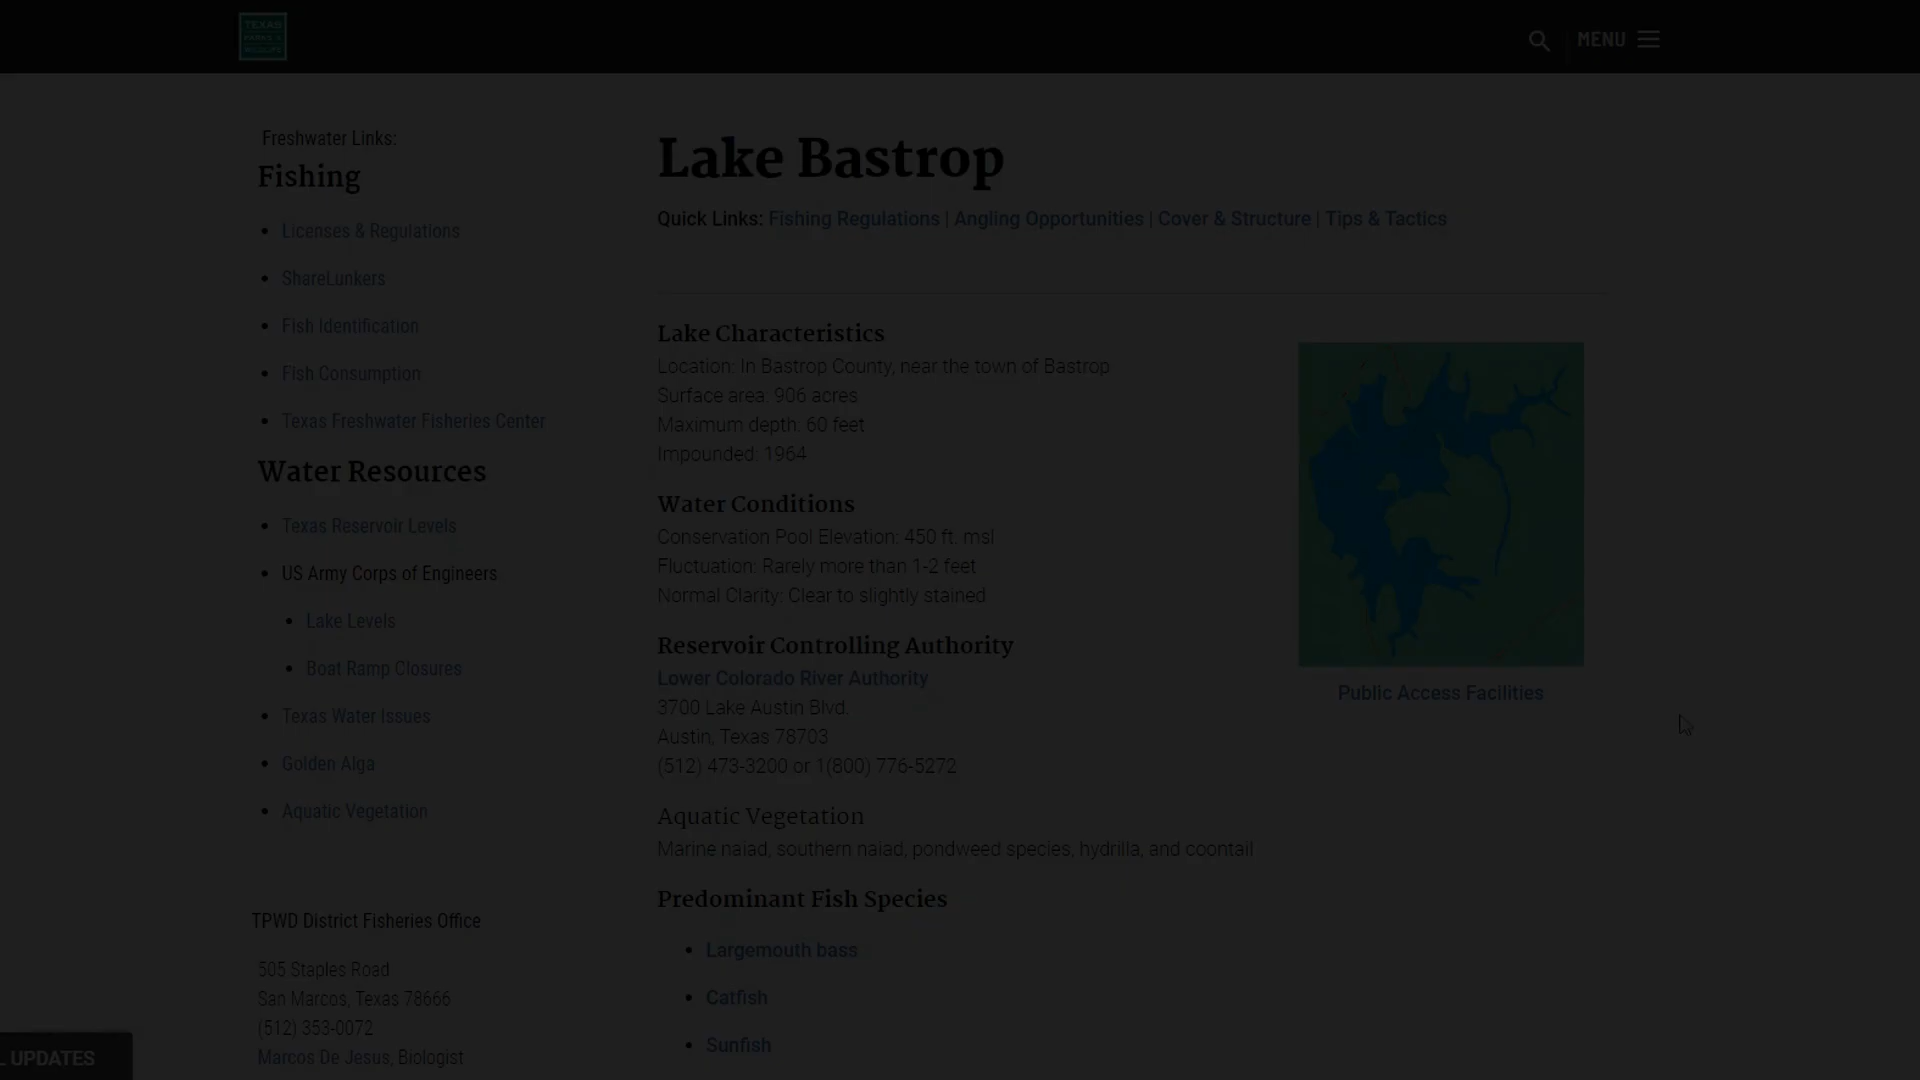 TEXAS
PARKS &
WILDLIFE
MENU
Freshwater Links:
Fishing
Licenses & Regulations
ShareLunkers
Fish Identification
Fish Consumption
Texas Freshwater Fisheries Center
Water Resources
Texas Reservoir Levels
US Army Corps of Engineers
Lake Levels
Boat Ramp Closures
Texas Water Issues
Golden Alga
Aquatic Vegetation
TPWD District Fisheries Office
505 Staples Road
San Marcos, Texas 78666
(512) 353-0072
Marcos De Jesus, Biologist
L UPDATES
Lake Bastrop
Quick Links: Fishing Regulations | Angling Opportunities | Cover & Structure | Tips & Tactics
Lake Characteristics
Location: In Bastrop County, near the town of Bastrop
Surface area: 906 acres
Maximum depth: 60 feet
Impounded: 1964
Water Conditions
Conservation Pool Elevation: 450 ft. msl
Fluctuation: Rarely more than 1-2 feet
Normal Clarity: Clear to slightly stained
Reservoir Controlling Authority
Lower Colorado River Authority
3700 Lake Austin Blvd.
Austin, Texas 78703
(512) 473-3200 or 1(800) 776-5272
Aquatic Vegetation
Marine naiad, southern naiad, pondweed species, hydrilla, and coontail
Predominant Fish Species
Largemouth bass
Catfish
Sunfish
Public Access Facilities